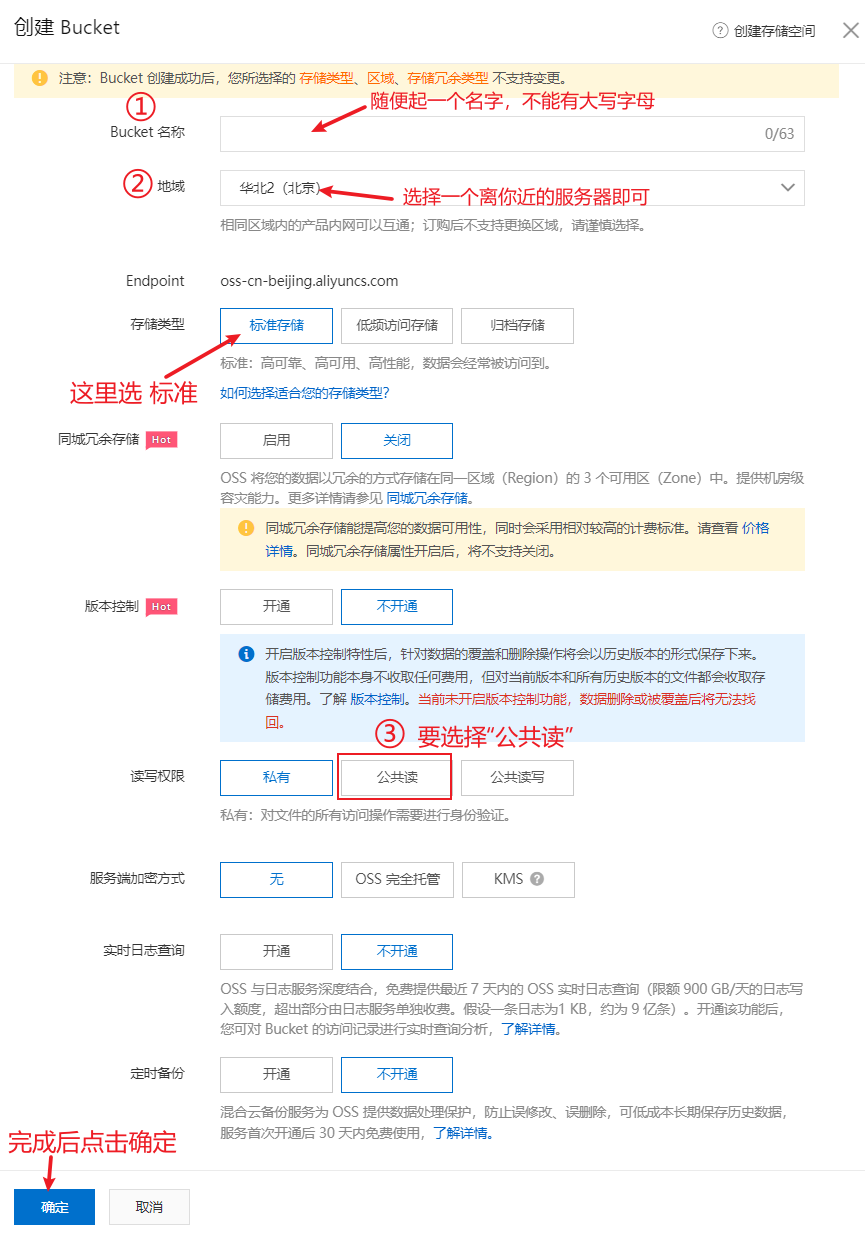 创建 Bucket
? 创建存储空间
注意：Bucket 创建成功后，您所选择的 存储类型、区域、存储冗余类型 不支持变更。
①
随便起一个名字，不能有大写字母
Bucket 名称
0/63
② 地域
华北2（北京）
选择一个离你近的服务器即可
相同区域内的产品内网可以互通；订购后不支持更换区域，请谨慎选择。
Endpoint
oss-cn-beijing.aliyuncs.com
存储类型
标准存储
低频访问存储
归档存储
标准：高可靠、高可用、高性能，数据会经常被访问到。
这里选 标准
如何选择适合您的存储类型？
同城冗余存储 Hot
启用
关闭
OSS 将您的数据以冗余的方式存储在同一区域（Region）的 3 个可用区（Zone）中。提供机房级
容灾能力。更多详情请参见 同城冗余存储。
同城冗余存储能提高您的数据可用性，同时会采用相对较高的计费标准。请查看 价格
详情。同城冗余存储属性开启后，将不支持关闭。
版本控制 Hot
开通
不开通
开启版本控制特性后，针对数据的覆盖和删除操作将会以历史版本的形式保存下来。
版本控制功能本身不收取任何费用，但对当前版本和所有历史版本的文件都会收取存
储费用。了解 版本控制。当前未开启版本控制功能，数据删除或被覆盖后将无法找
回。
③ 要选择“公共读”
读写权限
私有
公共读
公共读写
私有：对文件的所有访问操作需要进行身份验证。
服务端加密方式
无
OSS 完全托管
KMS ?
实时日志查询
开通
不开通
OSS 与日志服务深度结合，免费提供最近 7 天内的 OSS 实时日志查询（限额 900 GB/天的日志写
入额度，超出部分由日志服务单独收费。假设一条日志为1 KB，约为 9 亿条）。开通该功能后，
您可对 Bucket 的访问记录进行实时查询分析，了解详情。
定时备份
开通
不开通
混合云备份服务为 OSS 提供数据处理保护，防止误修改、误删除，可低成本长期保存历史数据，
服务首次开通后 30 天内免费使用，了解详情。
完成后点击确定
确定
取消